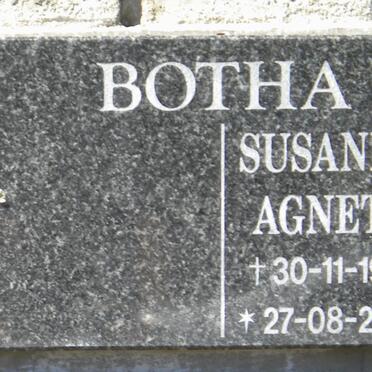 BOTHA
SUSAN
AGNET
†30-11-19
*27-08-2